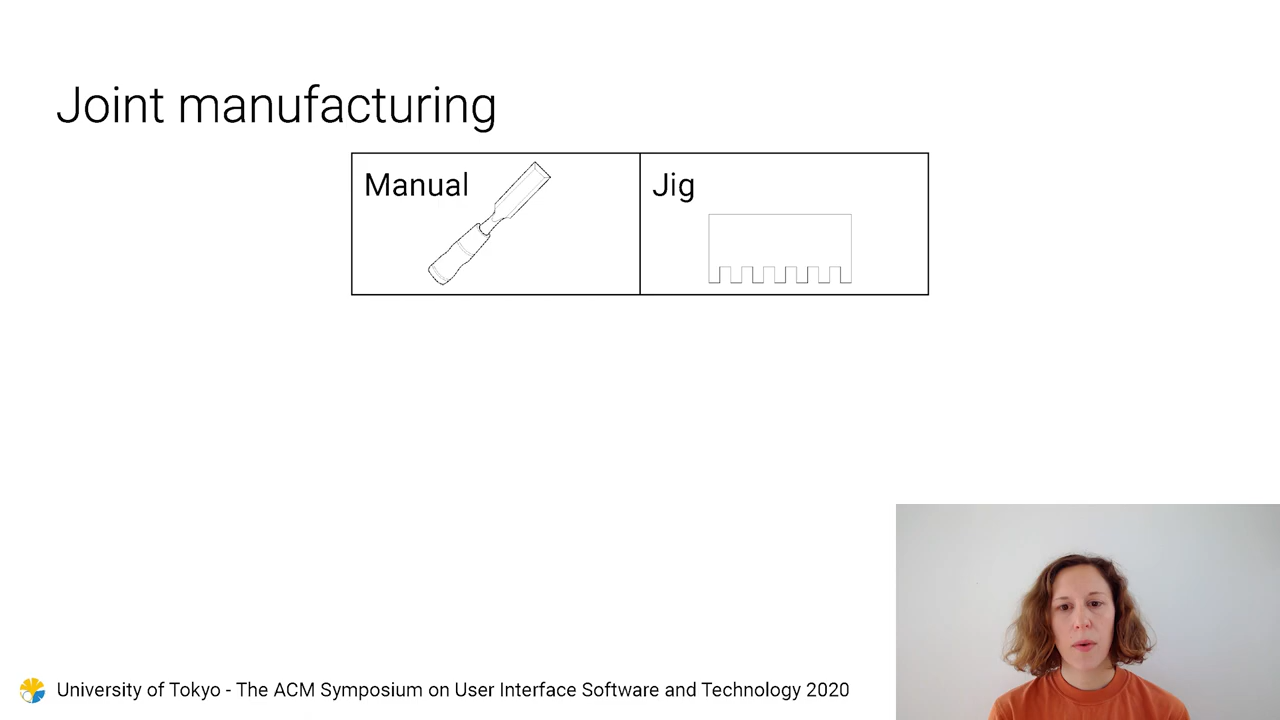 Joint manufacturing
Manual
Jig
University of Tokyo - The ACM Symposium on User Interface Software and Technology 2020